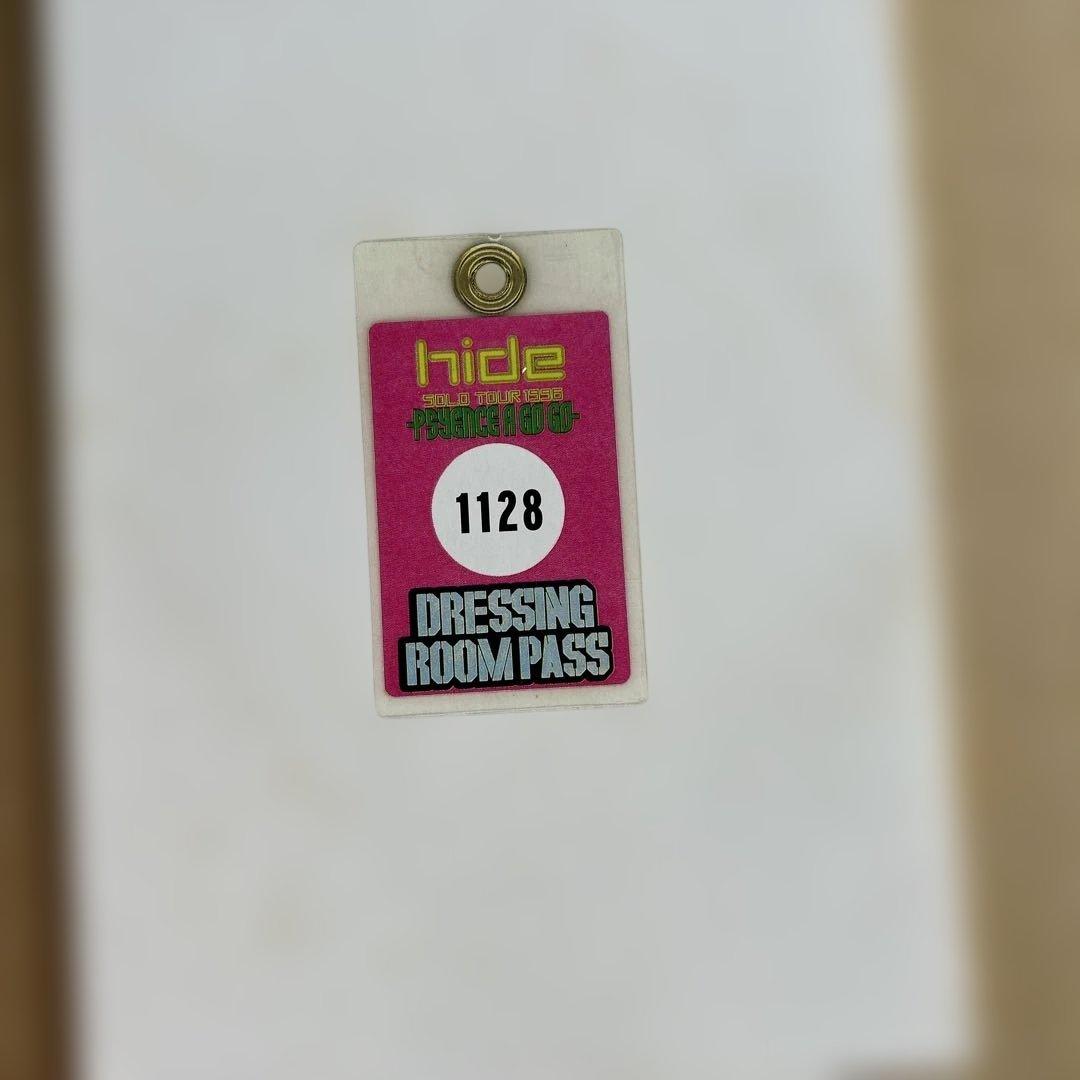 hide
SOLO TOUR 1996
-PSYENCE A GO GO-
1128
DRESSING
ROOM PASS